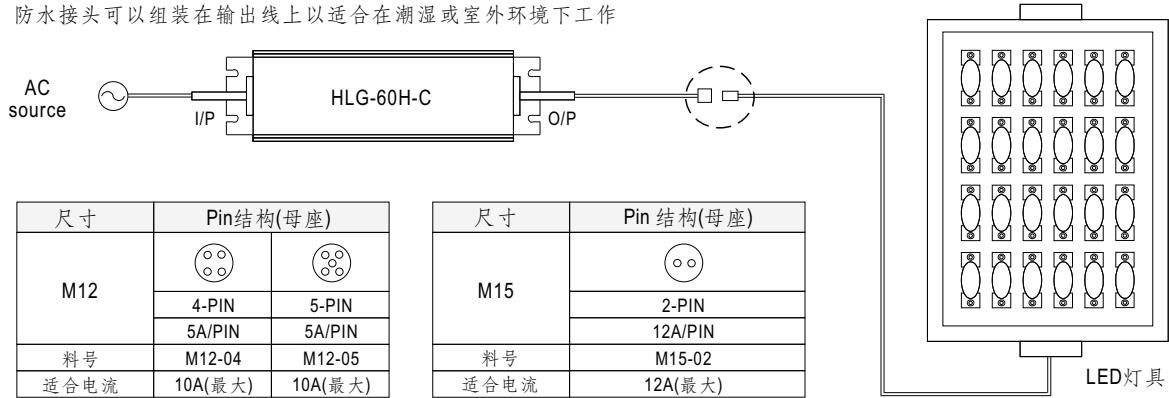 防水接头可以组装在输出线上以适合在潮湿或室外环境下工作
AC
source
I/P
HLG-60H-C
O/P
LED灯具
尺寸 Pin结构(母座)
M12
4-PIN 5-PIN
5A/PIN 5A/PIN
料号 M12-04 M12-05
适合电流 10A(最大) 10A(最大)
尺寸 Pin 结构(母座)
M15
2-PIN
12A/PIN
料号 M15-02
适合电流 12A(最大)